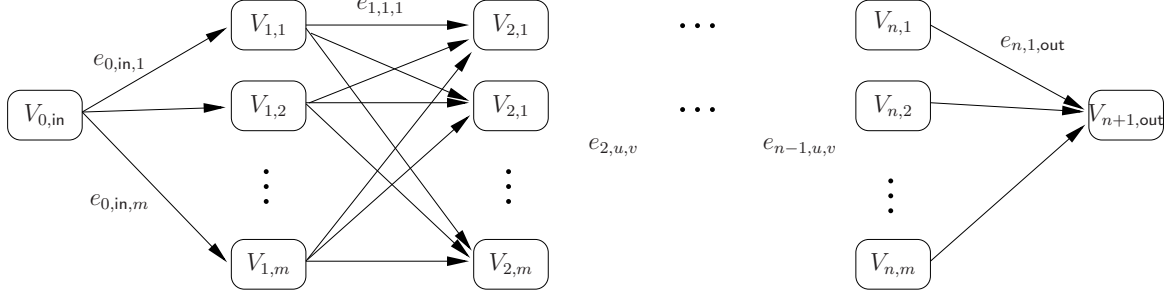 e_{1,1,1}
V_{1,1} V_{2,1} ... V_{n,1}
e_{0,in,1} e_{n,1,out}
V_{0,in} V_{1,2} V_{2,1} ... V_{n,2} V_{n+1,out}
e_{2,u,v} e_{n-1,u,v}
e_{0,in,m} ⋮ ⋮ ⋮
V_{1,m} V_{2,m} V_{n,m}